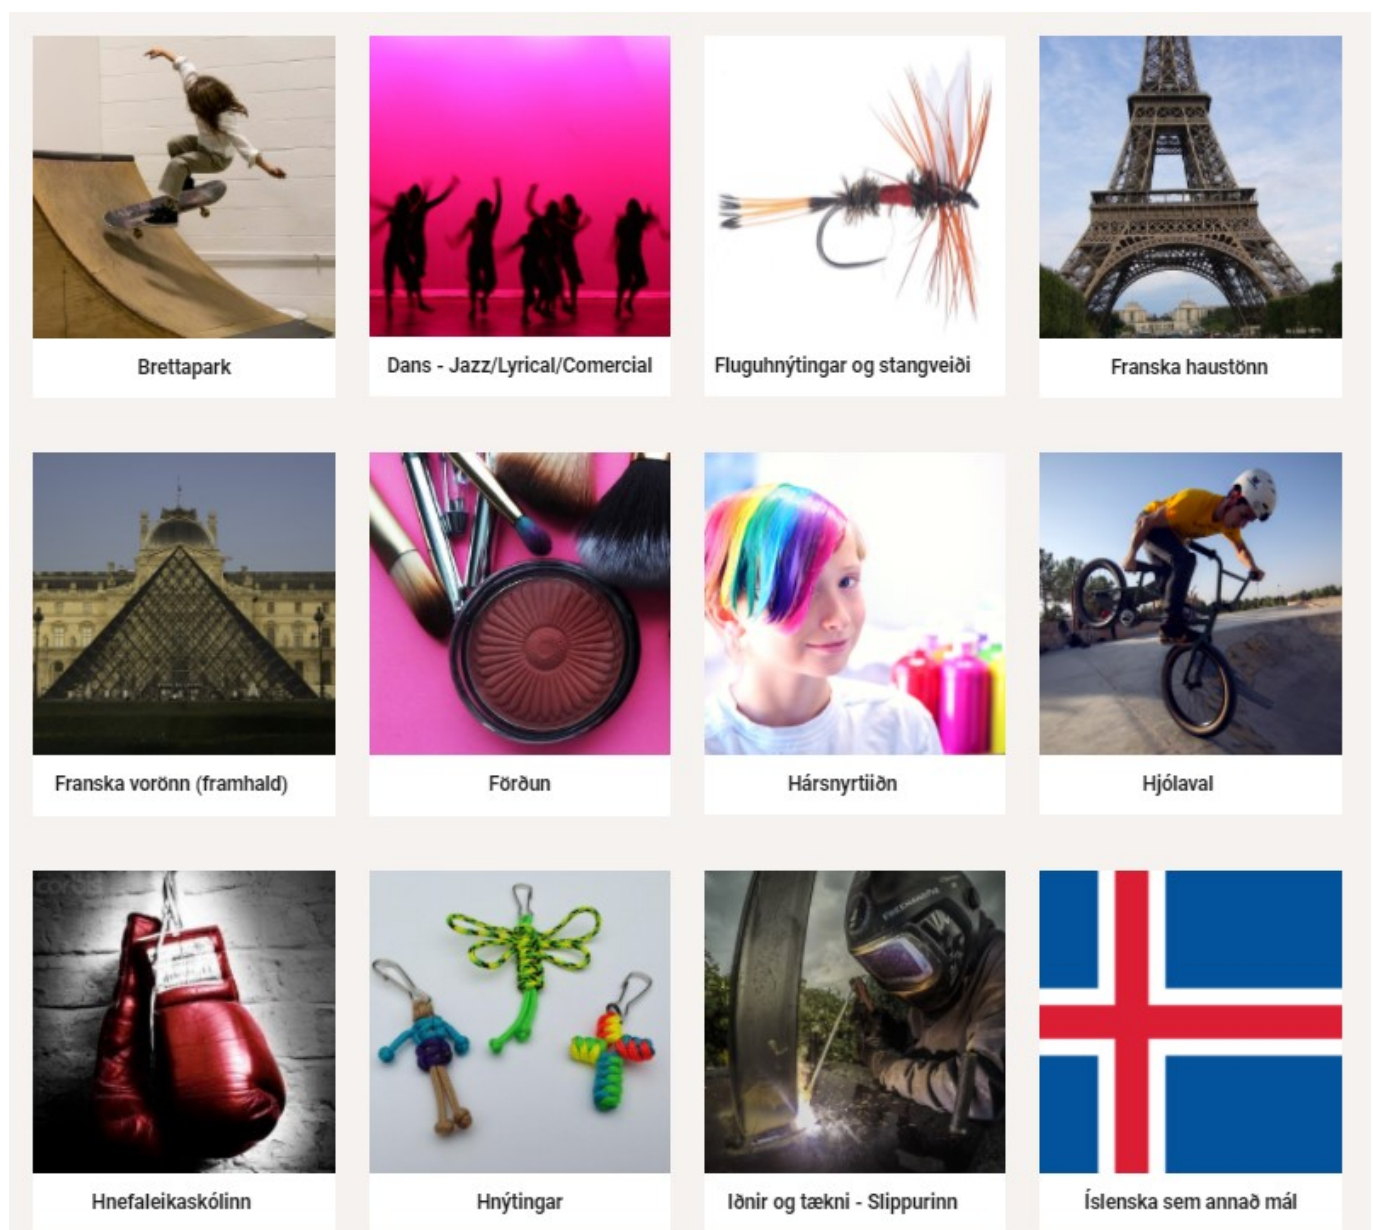 Brettapark
Dans - Jazz/Lyrical/Comercial
Fluguhnýtingar og stangveiði
Franska haustönn
Franska vorönn (framhald)
Förðun
Hársnyrtiiðn
Hjólaval
corbis
Hnefaleikaskólinn
Hnýtingar
Iðnir og tækni - Slippurinn
Íslenska sem annað mál